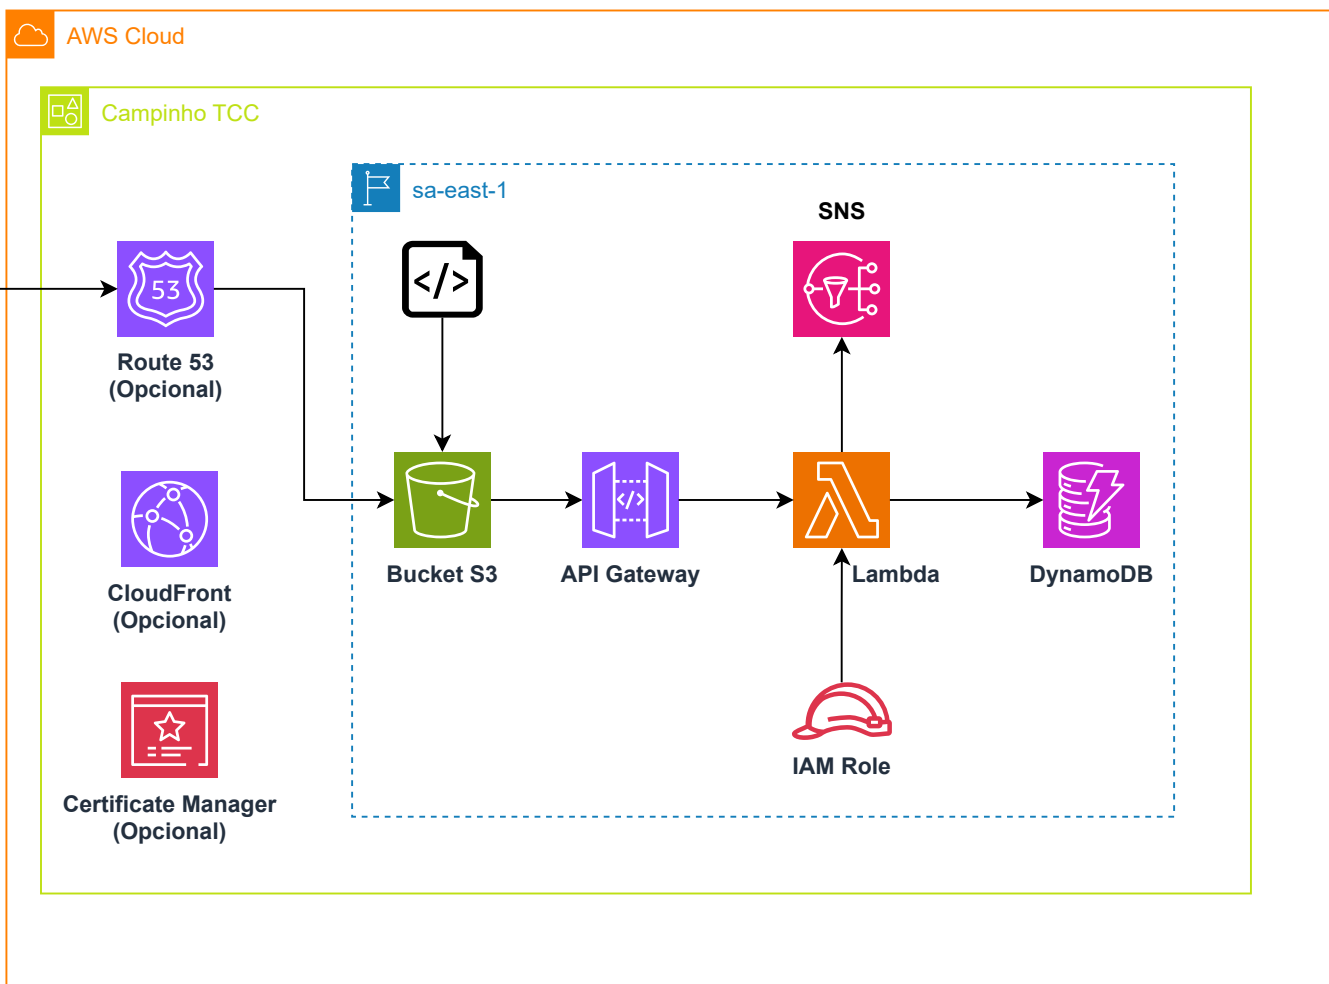 AWS Cloud
Campinho TCC
sa-east-1
SNS
</>
53
Route 53
(Opcional)
</>
Bucket S3
API Gateway
Lambda
DynamoDB
CloudFront
(Opcional)
IAM Role
Certificate Manager
(Opcional)